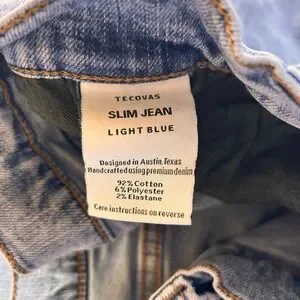 TECOVAS
SLIM JEAN
LIGHT BLUE
Designed in Austin, Texas
Handcrafted using premium denim
92% Cotton
6% Polyester
2% Elastane
Care instructions on reverse